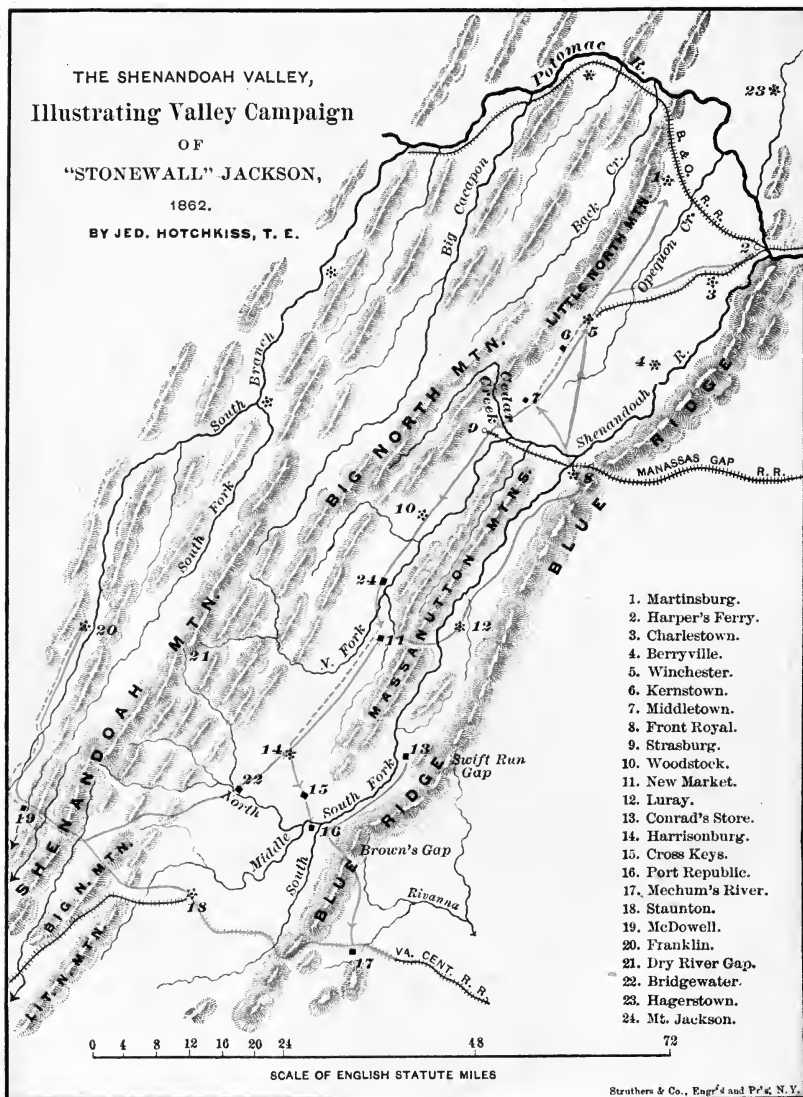 THE SHENANDOAH VALLEY,
Illustrating Valley Campaign
OF
"STONEWALL" JACKSON,
1862.
BY JED. HOTCHKISS, T. E.
Potomac R.
23
B. & O. R. R.
1
2
3
Big Cacapon
Back Cr.
LITTLE NORTH MTN.
Opequon Cr.
6
5
4
7
Shenandoah R.
South Branch
BIG NORTH MTN.
Cedar Creek
9
8
MANASSAS GAP R. R.
BLUE RIDGE
South Fork
10
MASSANUTTON MTNS.
24
20
21
N. Fork
11
12
SHENANDOAH MTN.
14
13
Swift Run Gap
22
15
South Fork
North
16
19
Middle
South
BLUE RIDGE
Brown's Gap
Rivanna
BIG N. MTN.
18
LIT. N. MTN.
17
VA. CENT. R. R.
1. Martinsburg.
2. Harper's Ferry.
3. Charlestown.
4. Berryville.
5. Winchester.
6. Kernstown.
7. Middletown.
8. Front Royal.
9. Strasburg.
10. Woodstock.
11. New Market.
12. Luray.
13. Conrad's Store.
14. Harrisonburg.
15. Cross Keys.
16. Port Republic.
17. Mechum's River.
18. Staunton.
19. McDowell.
20. Franklin.
21. Dry River Gap.
22. Bridgewater.
23. Hagerstown.
24. Mt. Jackson.
0 4 8 12 16 20 24 48 72
SCALE OF ENGLISH STATUTE MILES
Struthers & Co., Engr's and Pr's, N. Y.